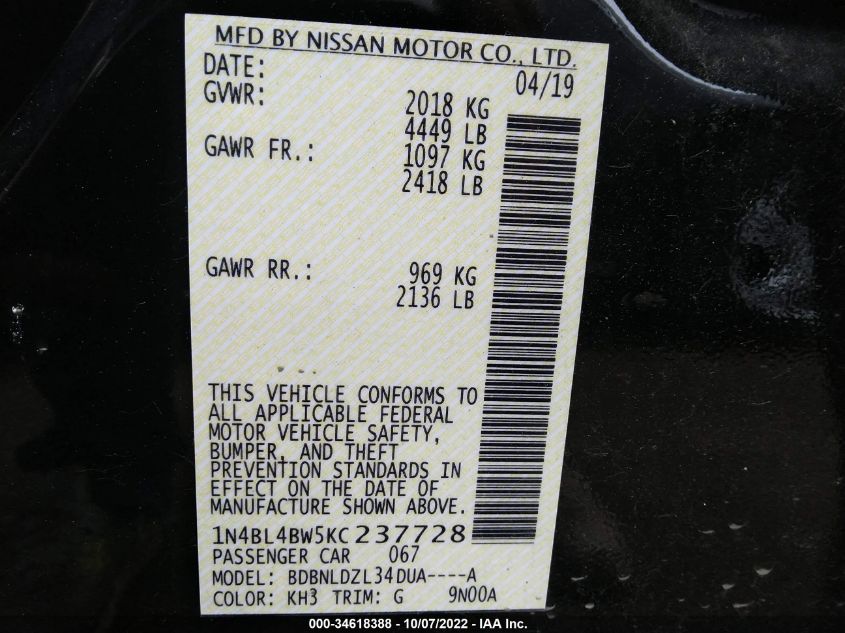 MFD BY NISSAN MOTOR CO., LTD.
DATE: 04/19
GVWR: 2018 KG
4449 LB
GAWR FR.: 1097 KG
2418 LB
GAWR RR.: 969 KG
2136 LB
THIS VEHICLE CONFORMS TO
ALL APPLICABLE FEDERAL
MOTOR VEHICLE SAFETY,
BUMPER, AND THEFT
PREVENTION STANDARDS IN
EFFECT ON THE DATE OF
MANUFACTURE SHOWN ABOVE.
1N4BL4BW5KC237728
PASSENGER CAR 067
MODEL: BDBNLDZL34DUA----A
COLOR: KH3 TRIM: G 9N00A
000-34618388 - 10/07/2022 - IAA Inc.